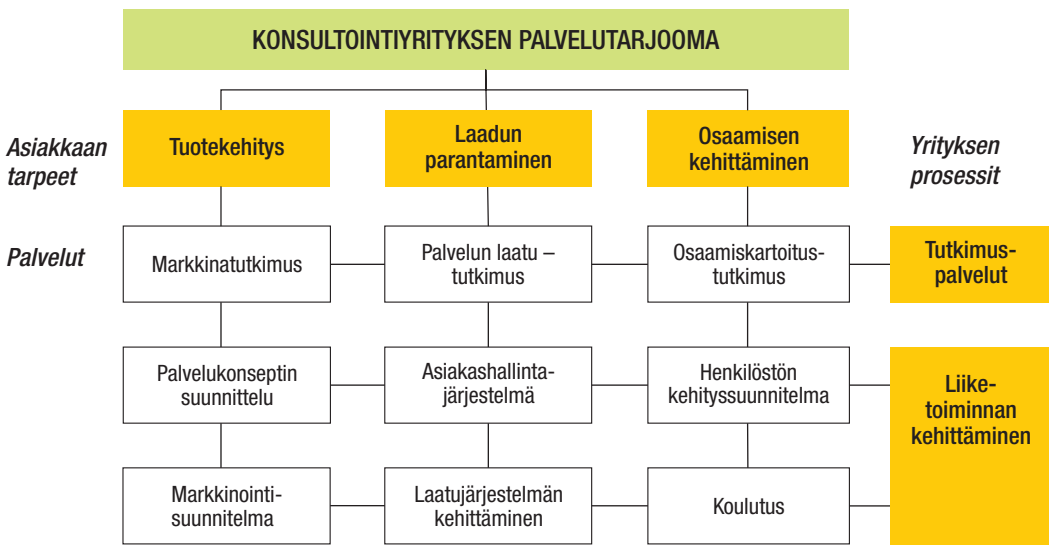 KONSULTOINTIYRITYKSEN PALVELUTARJOOMA
Asiakkaan
tarpeet
Tuotekehitys
Laadun
parantaminen
Osaamisen
kehittäminen
Yrityksen
prosessit
Palvelut
Markkinatutkimus
Palvelun laatu –
tutkimus
Osaamiskartoitus-
tutkimus
Tutkimus-
palvelut
Palvelukonseptin
suunnittelu
Asiakashallinta-
järjestelmä
Henkilöstön
kehityssuunnitelma
Liike-
toiminnan
kehittäminen
Markkinointi-
suunnitelma
Laatujärjestelmän
kehittäminen
Koulutus